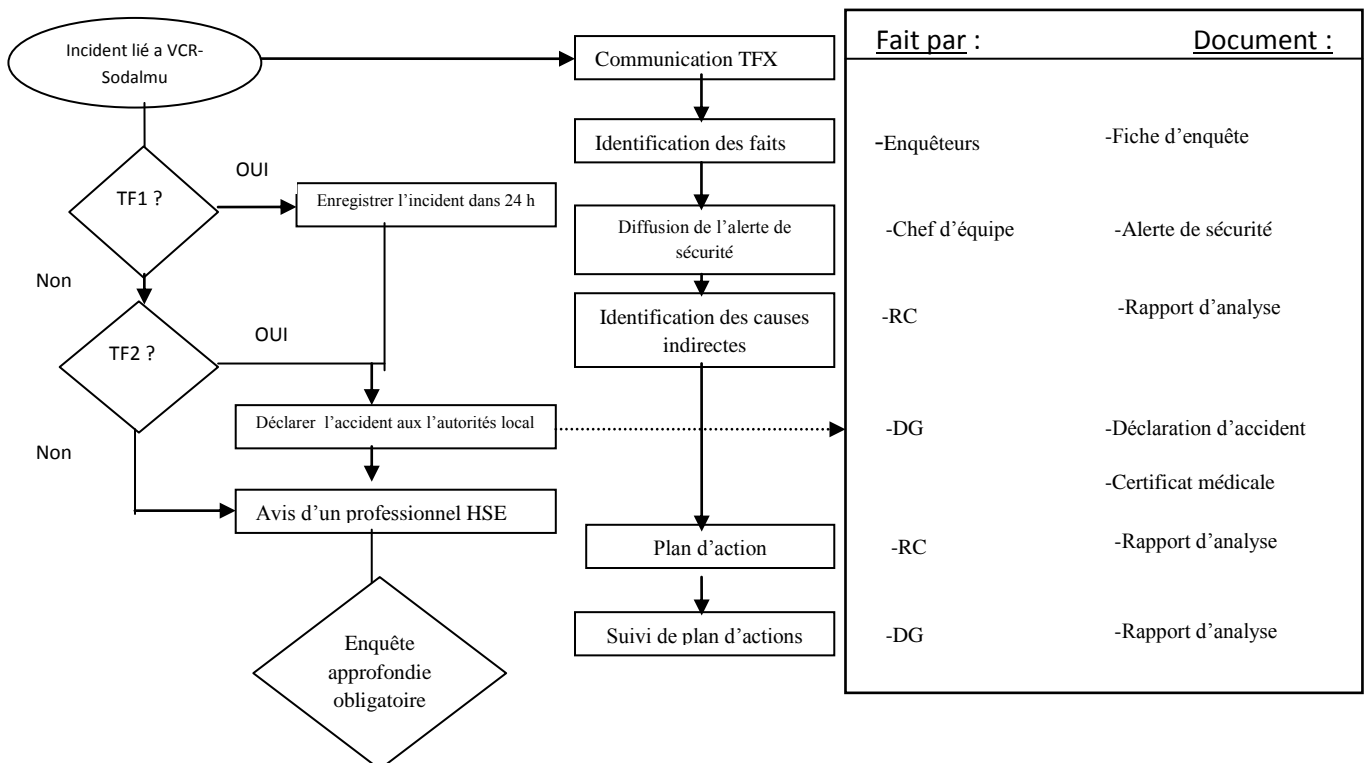 Incident lié a VCR-
Sodalmu
Communication TFX
Fait par :
Document :
Identification des faits
-Enquêteurs
-Fiche d’enquête
TF1 ?
OUI
Enregistrer l’incident dans 24 h
Non
Diffusion de l’alerte de
sécurité
-Chef d’équipe
-Alerte de sécurité
TF2 ?
OUI
Identification des causes
indirectes
-RC
-Rapport d’analyse
Non
Déclarer l’accident aux l’autorités local
-DG
-Déclaration d’accident
-Certificat médicale
Avis d’un professionnel HSE
Plan d’action
-RC
-Rapport d’analyse
Suivi de plan d’actions
-DG
-Rapport d’analyse
Enquête
approfondie
obligatoire